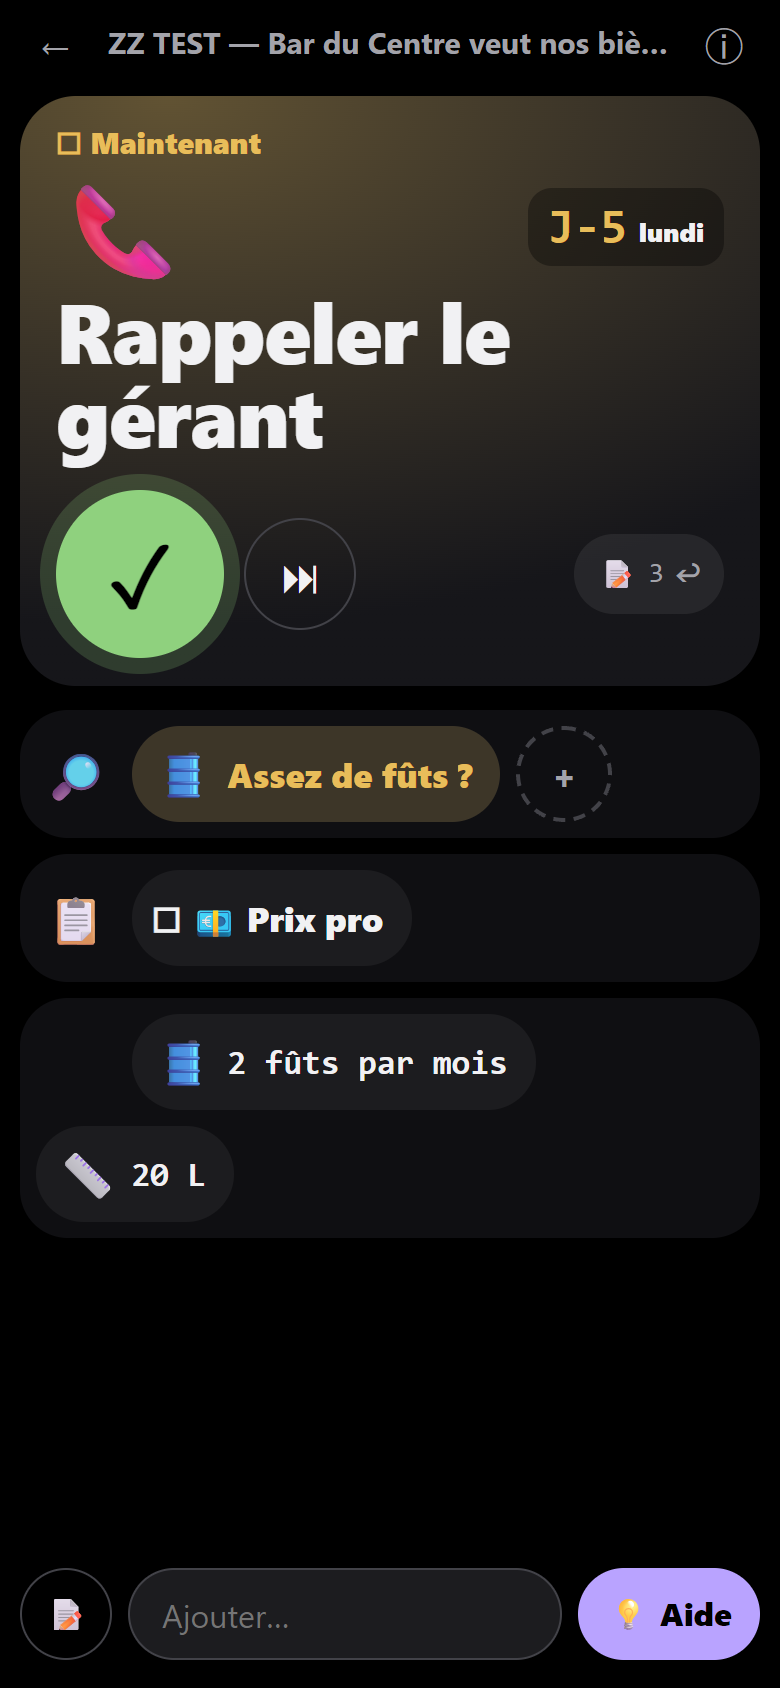 ← ZZ TEST — Bar du Centre veut nos biè... ⓘ
☐ Maintenant
J-5 lundi
Rappeler le
gérant
3 ↩
Assez de fûts ?
+
☐ Prix pro
2 fûts par mois
20 L
Ajouter...
Aide